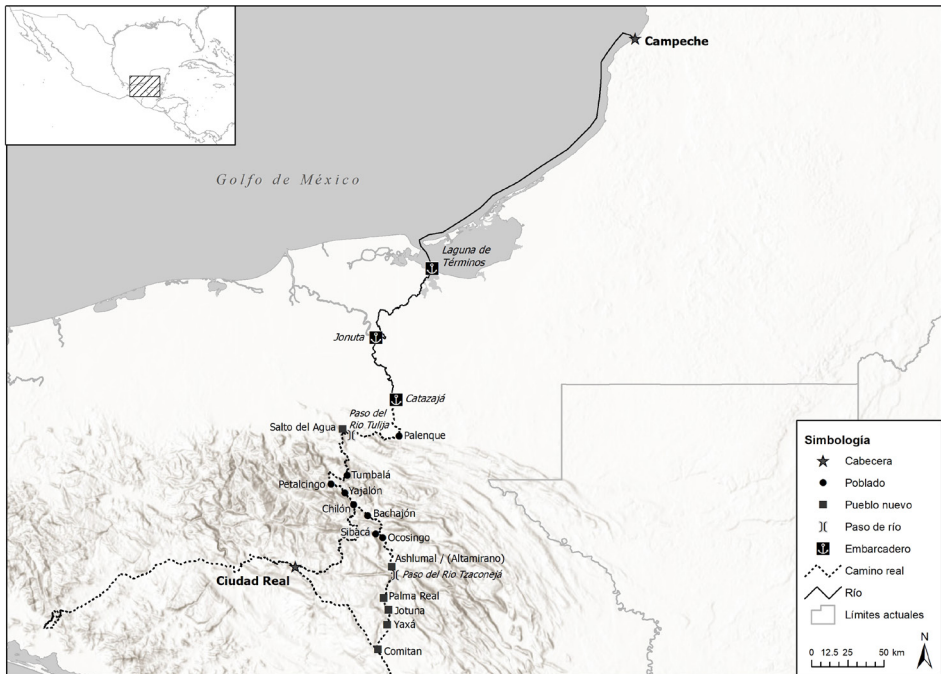 Campeche
Golfo de México
Laguna de
Términos
Jonuta
Catazajá
Paso del
Rio Tulija
Salto del Agua
Palenque
Tumbalá
Petalcingo
Yajalón
Chilón
Bachajón
Sibacá
Ocosingo
Ashlumal / (Altamirano)
Paso del Rio Tzaconejá
Ciudad Real
Palma Real
Jotuna
Yaxá
Comitan
Simbología
Cabecera
Poblado
Pueblo nuevo
Paso de río
Embarcadero
Camino real
Río
Límites actuales
N
0 12.5 25 50 km